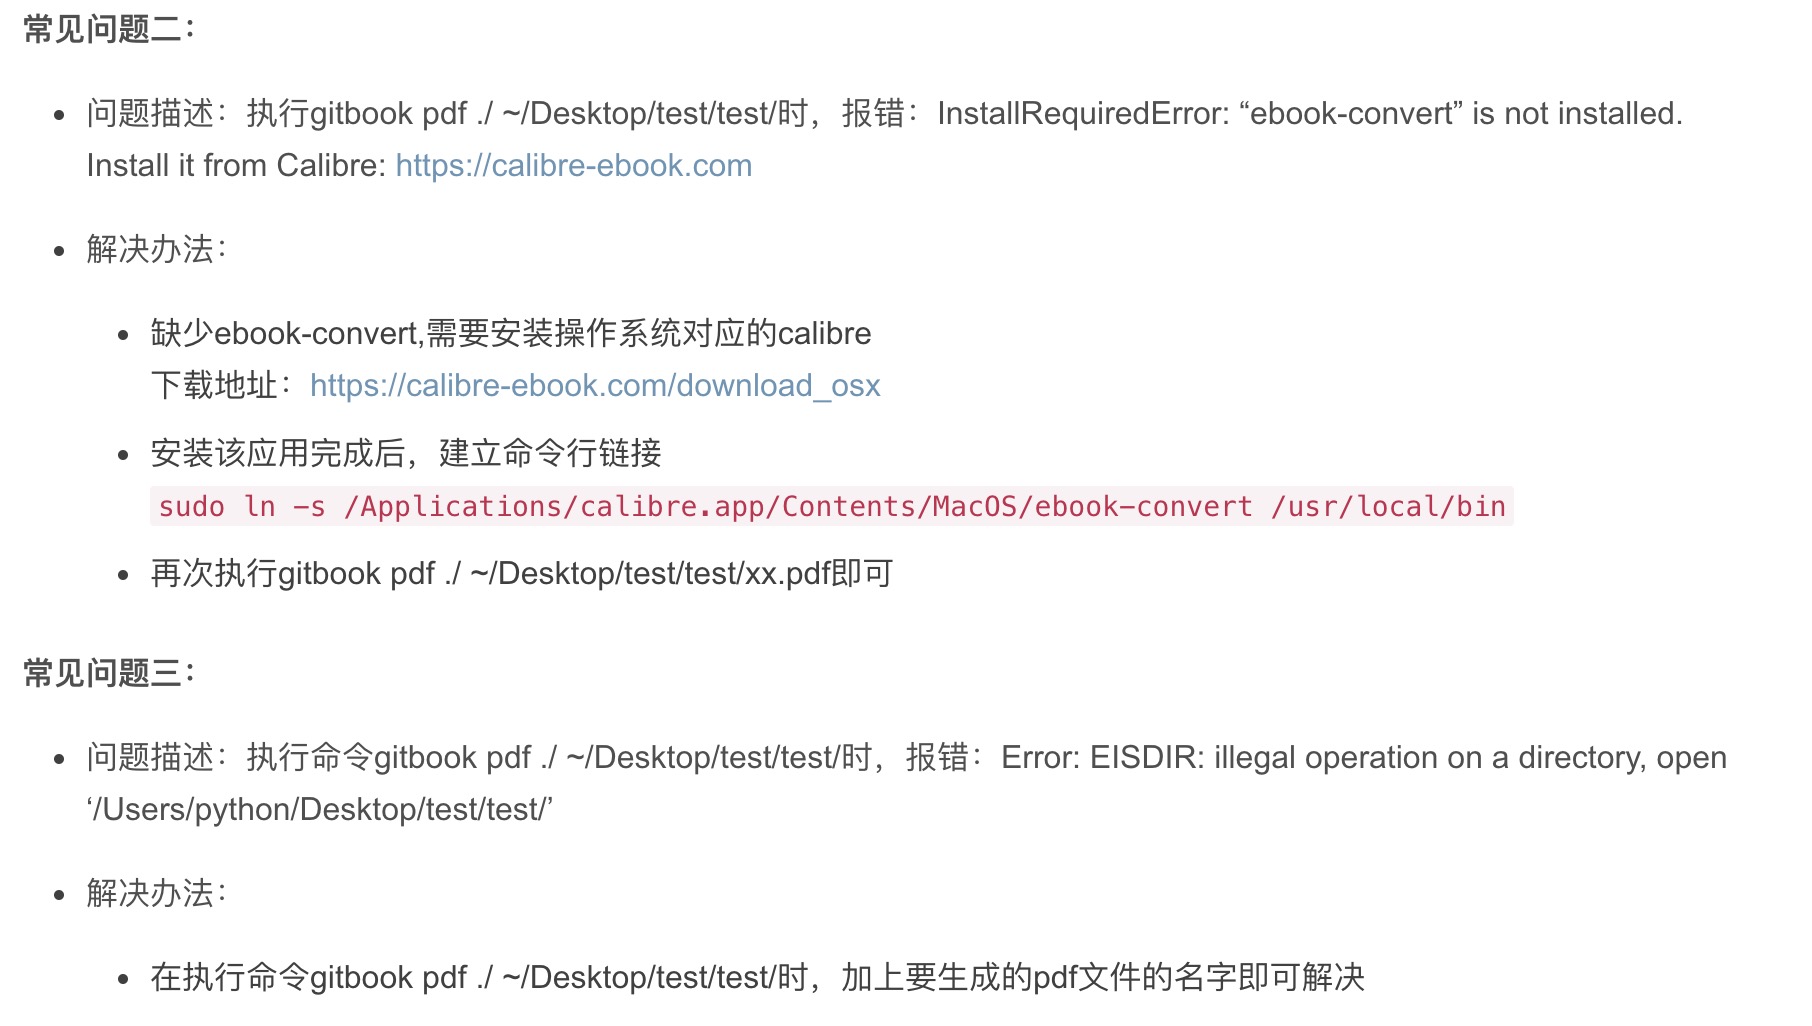 常见问题二：
问题描述：执行gitbook pdf ./ ~/Desktop/test/test/时，报错：InstallRequiredError: “ebook-convert” is not installed.
Install it from Calibre: https://calibre-ebook.com
解决办法：
缺少ebook-convert,需要安装操作系统对应的calibre
下载地址：https://calibre-ebook.com/download_osx
安装该应用完成后，建立命令行链接
sudo ln -s /Applications/calibre.app/Contents/MacOS/ebook-convert /usr/local/bin
再次执行gitbook pdf ./ ~/Desktop/test/test/xx.pdf即可
常见问题三：
问题描述：执行命令gitbook pdf ./ ~/Desktop/test/test/时，报错：Error: EISDIR: illegal operation on a directory, open
‘/Users/python/Desktop/test/test/’
解决办法：
在执行命令gitbook pdf ./ ~/Desktop/test/test/时，加上要生成的pdf文件的名字即可解决